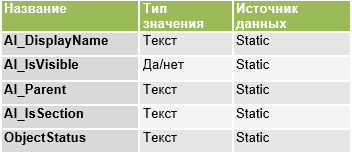 Название Тип значения Источник данных
AI_DisplayName Текст Static
AI_IsVisible Да/нет Static
AI_Parent Текст Static
AI_IsSection Текст Static
ObjectStatus Текст Static